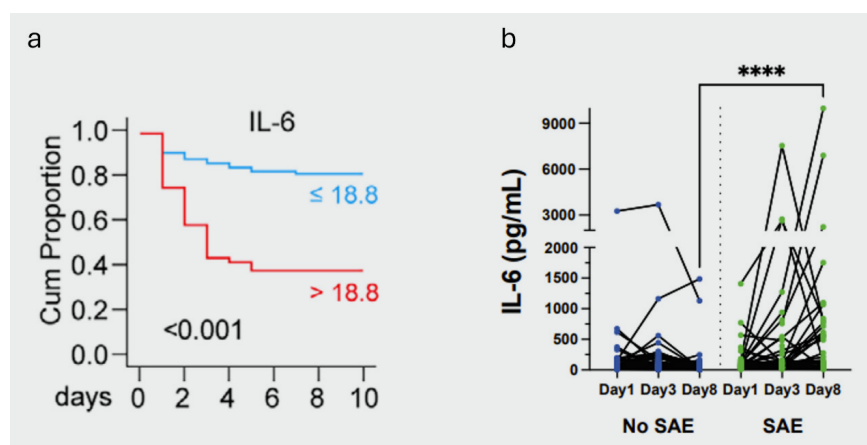 a
IL-6
Cum Proportion
1.0
0.8
0.6
0.4
0.2
0.0
≤ 18.8
> 18.8
<0.001
days 0 2 4 6 8 10
b
****
IL-6 (pg/mL)
9000
6000
3000
2000
1500
1000
500
0
Day1 Day3 Day8 Day1 Day3 Day8
No SAE SAE